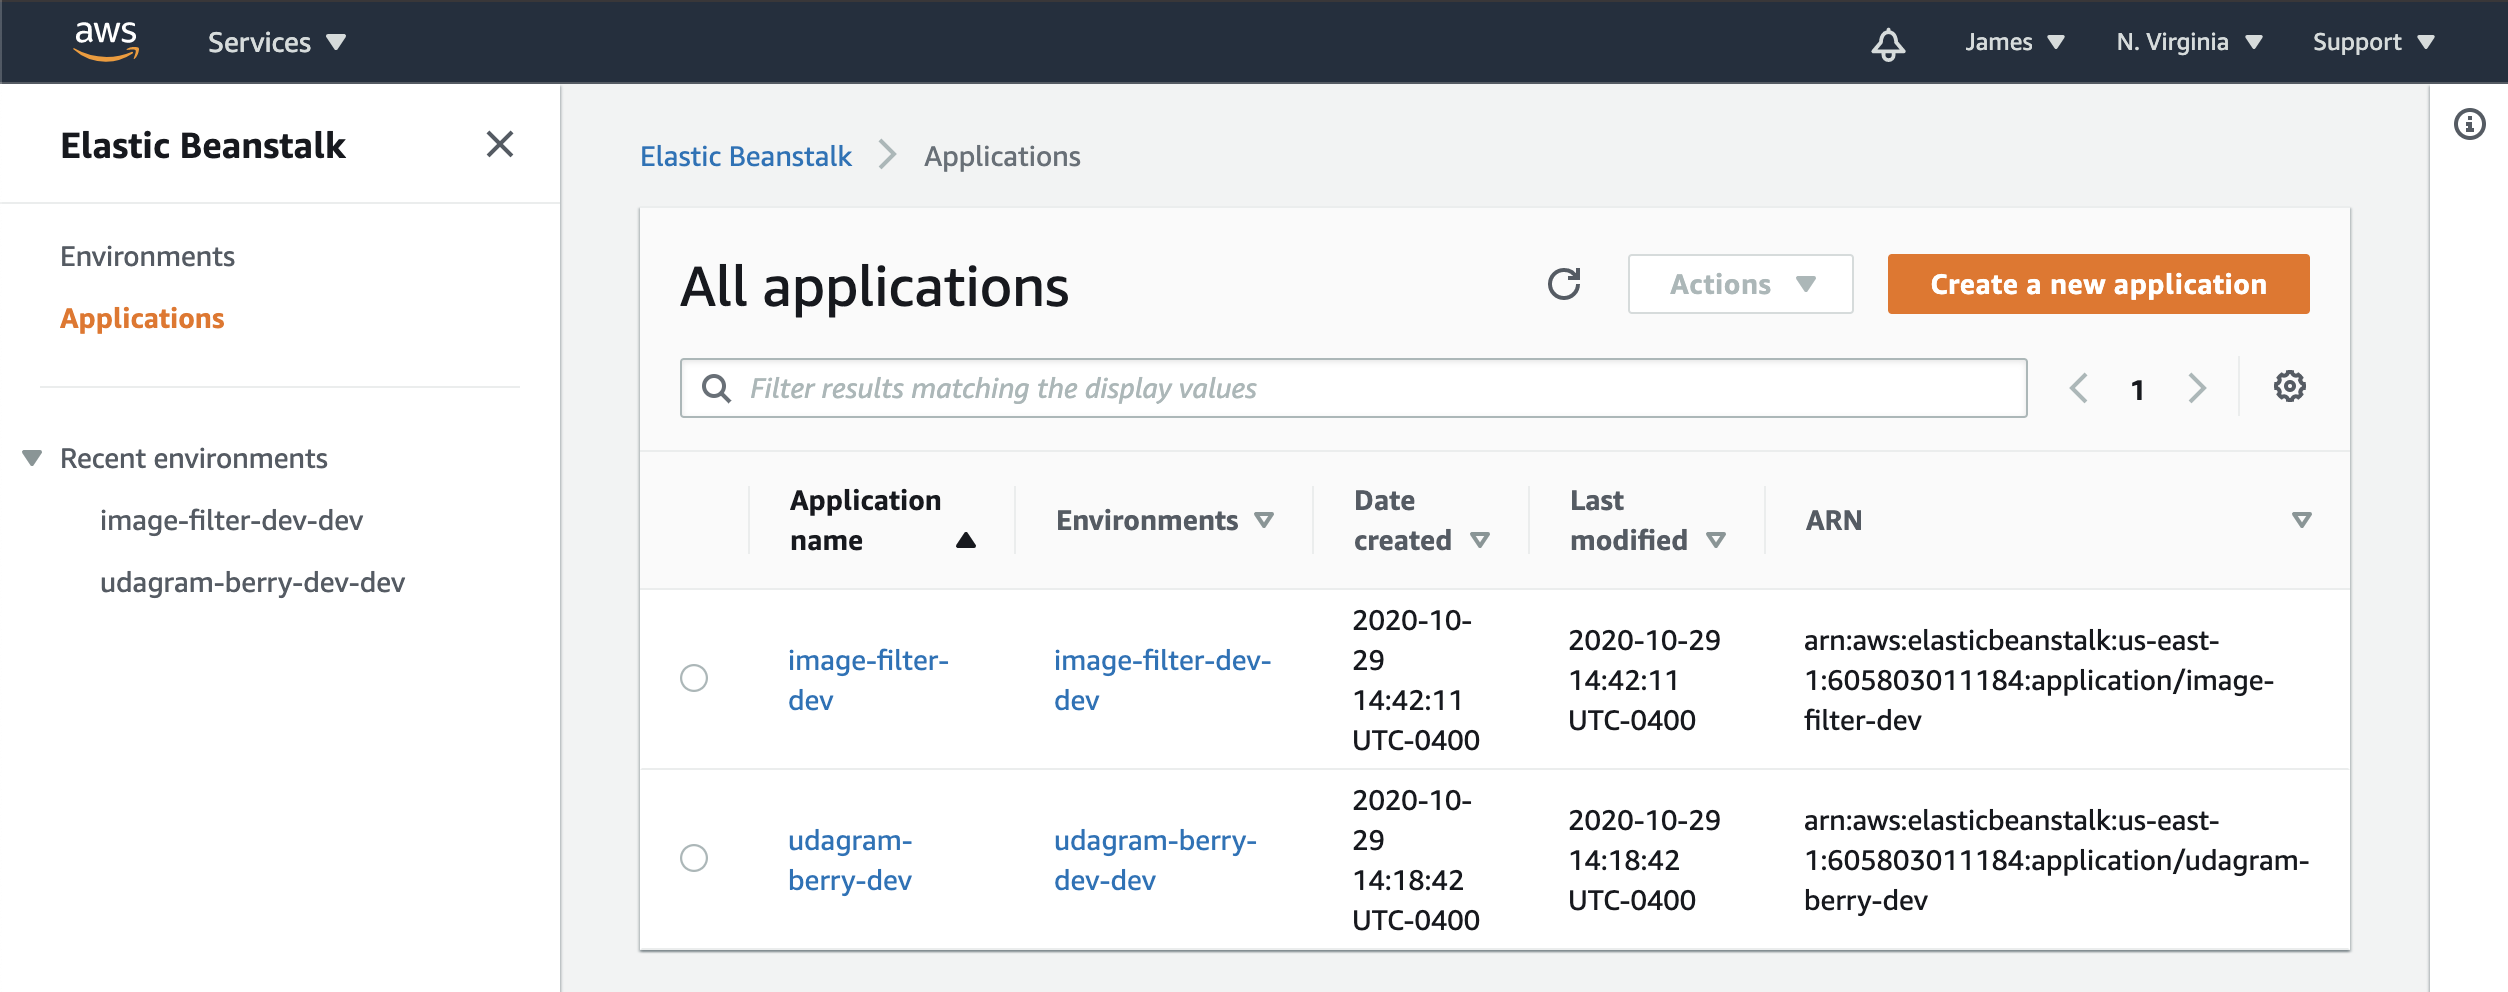 aws Services James N. Virginia Support
Elastic Beanstalk
Environments
Applications
Recent environments
image-filter-dev-dev
udagram-berry-dev-dev
Elastic Beanstalk Applications
All applications Actions Create a new application
Filter results matching the display values 1
Application
name
Environments
Date
created
Last
modified
ARN
image-filter-
dev
image-filter-dev-
dev
2020-10-
29
14:42:11
UTC-0400
2020-10-29
14:42:11
UTC-0400
arn:aws:elasticbeanstalk:us-east-
1:605803011184:application/image-
filter-dev
udagram-
berry-dev
udagram-berry-
dev-dev
2020-10-
29
14:18:42
UTC-0400
2020-10-29
14:18:42
UTC-0400
arn:aws:elasticbeanstalk:us-east-
1:605803011184:application/udagram-
berry-dev